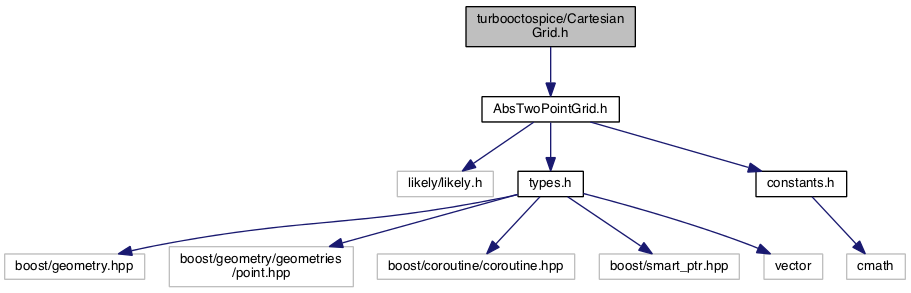 turbooctospice/Cartesian
Grid.h
AbsTwoPointGrid.h
likely/likely.h
types.h
constants.h
boost/geometry.hpp
boost/geometry/geometries
/point.hpp
boost/coroutine/coroutine.hpp
boost/smart_ptr.hpp
vector
cmath